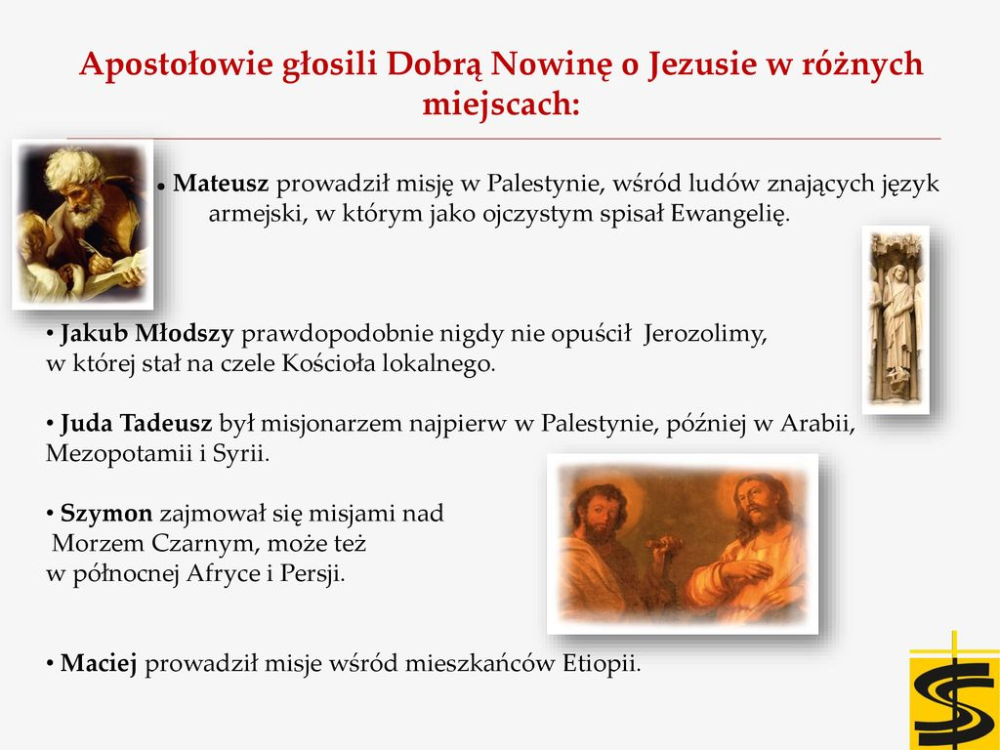 Apostołowie głosili Dobrą Nowinę o Jezusie w różnych
miejscach:
● Mateusz prowadził misję w Palestynie, wśród ludów znających język
armejski, w którym jako ojczystym spisał Ewangelię.
• Jakub Młodszy prawdopodobnie nigdy nie opuścił Jerozolimy,
w której stał na czele Kościoła lokalnego.
• Juda Tadeusz był misjonarzem najpierw w Palestynie, później w Arabii,
Mezopotamii i Syrii.
• Szymon zajmował się misjami nad
Morzem Czarnym, może też
w północnej Afryce i Persji.
• Maciej prowadził misje wśród mieszkańców Etiopii.